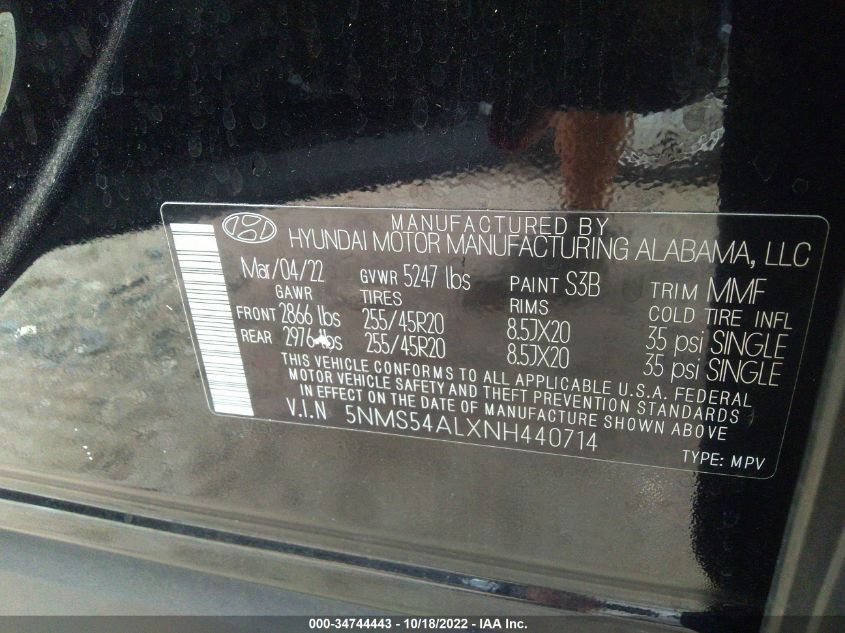 MANUFACTURED BY
HYUNDAI MOTOR MANUFACTURING ALABAMA, LLC
Mar/04/22 GVWR 5247 lbs PAINT S3B TRIM MMF
GAWR TIRES RIMS COLD TIRE INFL
FRONT 2866 lbs 255/45R20 8.5JX20 35 psi SINGLE
REAR 2976 lbs 255/45R20 8.5JX20 35 psi SINGLE
THIS VEHICLE CONFORMS TO ALL APPLICABLE U.S.A. FEDERAL
MOTOR VEHICLE SAFETY AND THEFT PREVENTION STANDARDS
IN EFFECT ON THE DATE OF MANUFACTURE SHOWN ABOVE
V.I.N 5NMS54ALXNH440714
TYPE: MPV
000-34744443 - 10/18/2022 - IAA Inc.